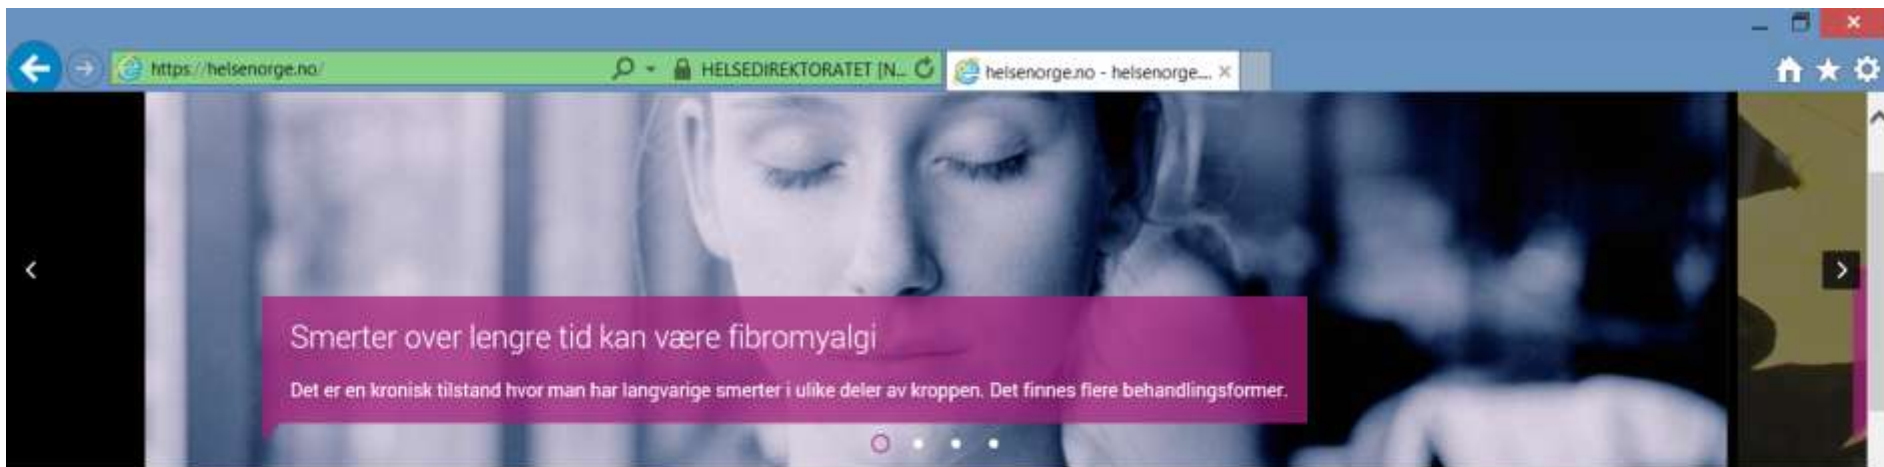 https://helsenorge.no/
HELSEDIREKTORATET [N...
helsenorge.no - helsenorge....
Smerter over lengre tid kan være fibromyalgi
Det er en kronisk tilstand hvor man har langvarige smerter i ulike deler av kroppen. Det finnes flere behandlingsformer.